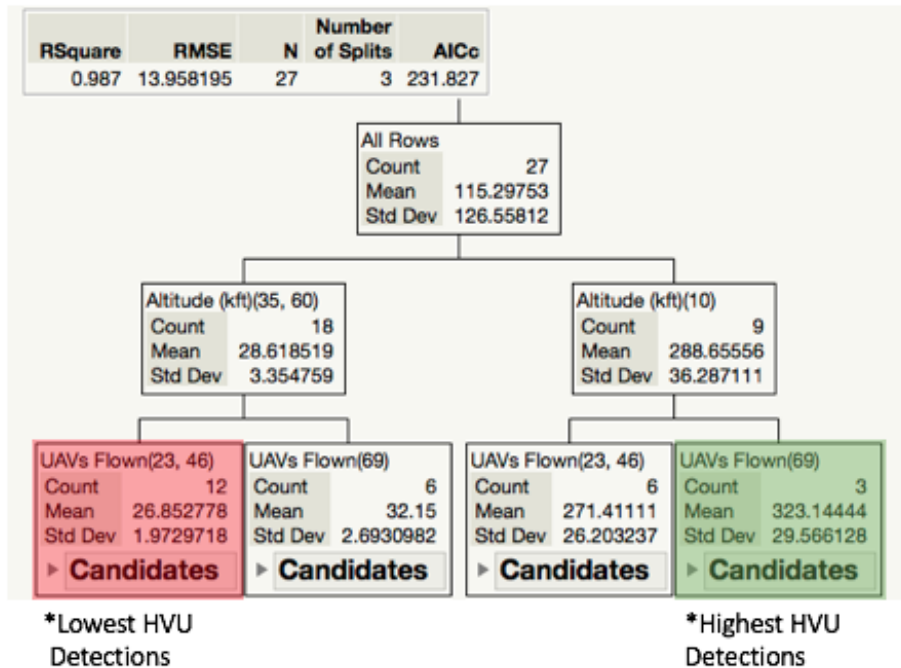 Number
RSquare RMSE N of Splits AICc
0.987 13.958195 27 3 231.827
All Rows
Count 27
Mean 115.29753
Std Dev 126.55812
Altitude (kft)(35, 60)
Count 18
Mean 28.618519
Std Dev 3.354759
Altitude (kft)(10)
Count 9
Mean 288.65556
Std Dev 36.287111
UAVs Flown(23, 46)
Count 12
Mean 26.852778
Std Dev 1.9729718
Candidates
UAVs Flown(69)
Count 6
Mean 32.15
Std Dev 2.6930982
Candidates
UAVs Flown(23, 46)
Count 6
Mean 271.41111
Std Dev 26.203237
Candidates
UAVs Flown(69)
Count 3
Mean 323.14444
Std Dev 29.566128
Candidates
*Lowest HVU
Detections
*Highest HVU
Detections